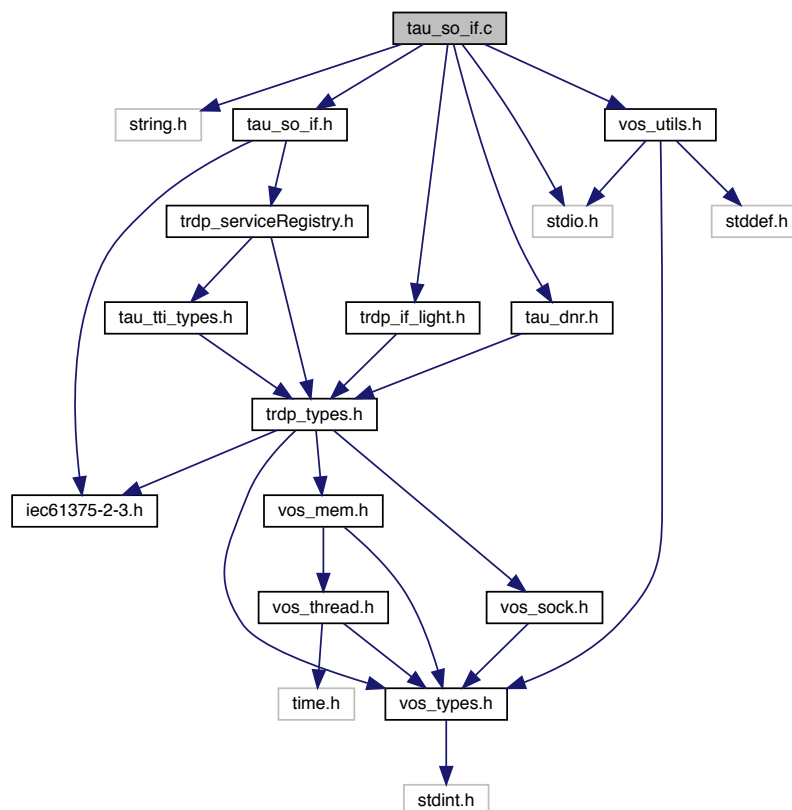 tau_so_if.c
string.h
tau_so_if.h
vos_utils.h
trdp_serviceRegistry.h
stdio.h
stddef.h
tau_tti_types.h
trdp_if_light.h
tau_dnr.h
trdp_types.h
iec61375-2-3.h
vos_mem.h
vos_thread.h
vos_sock.h
time.h
vos_types.h
stdint.h